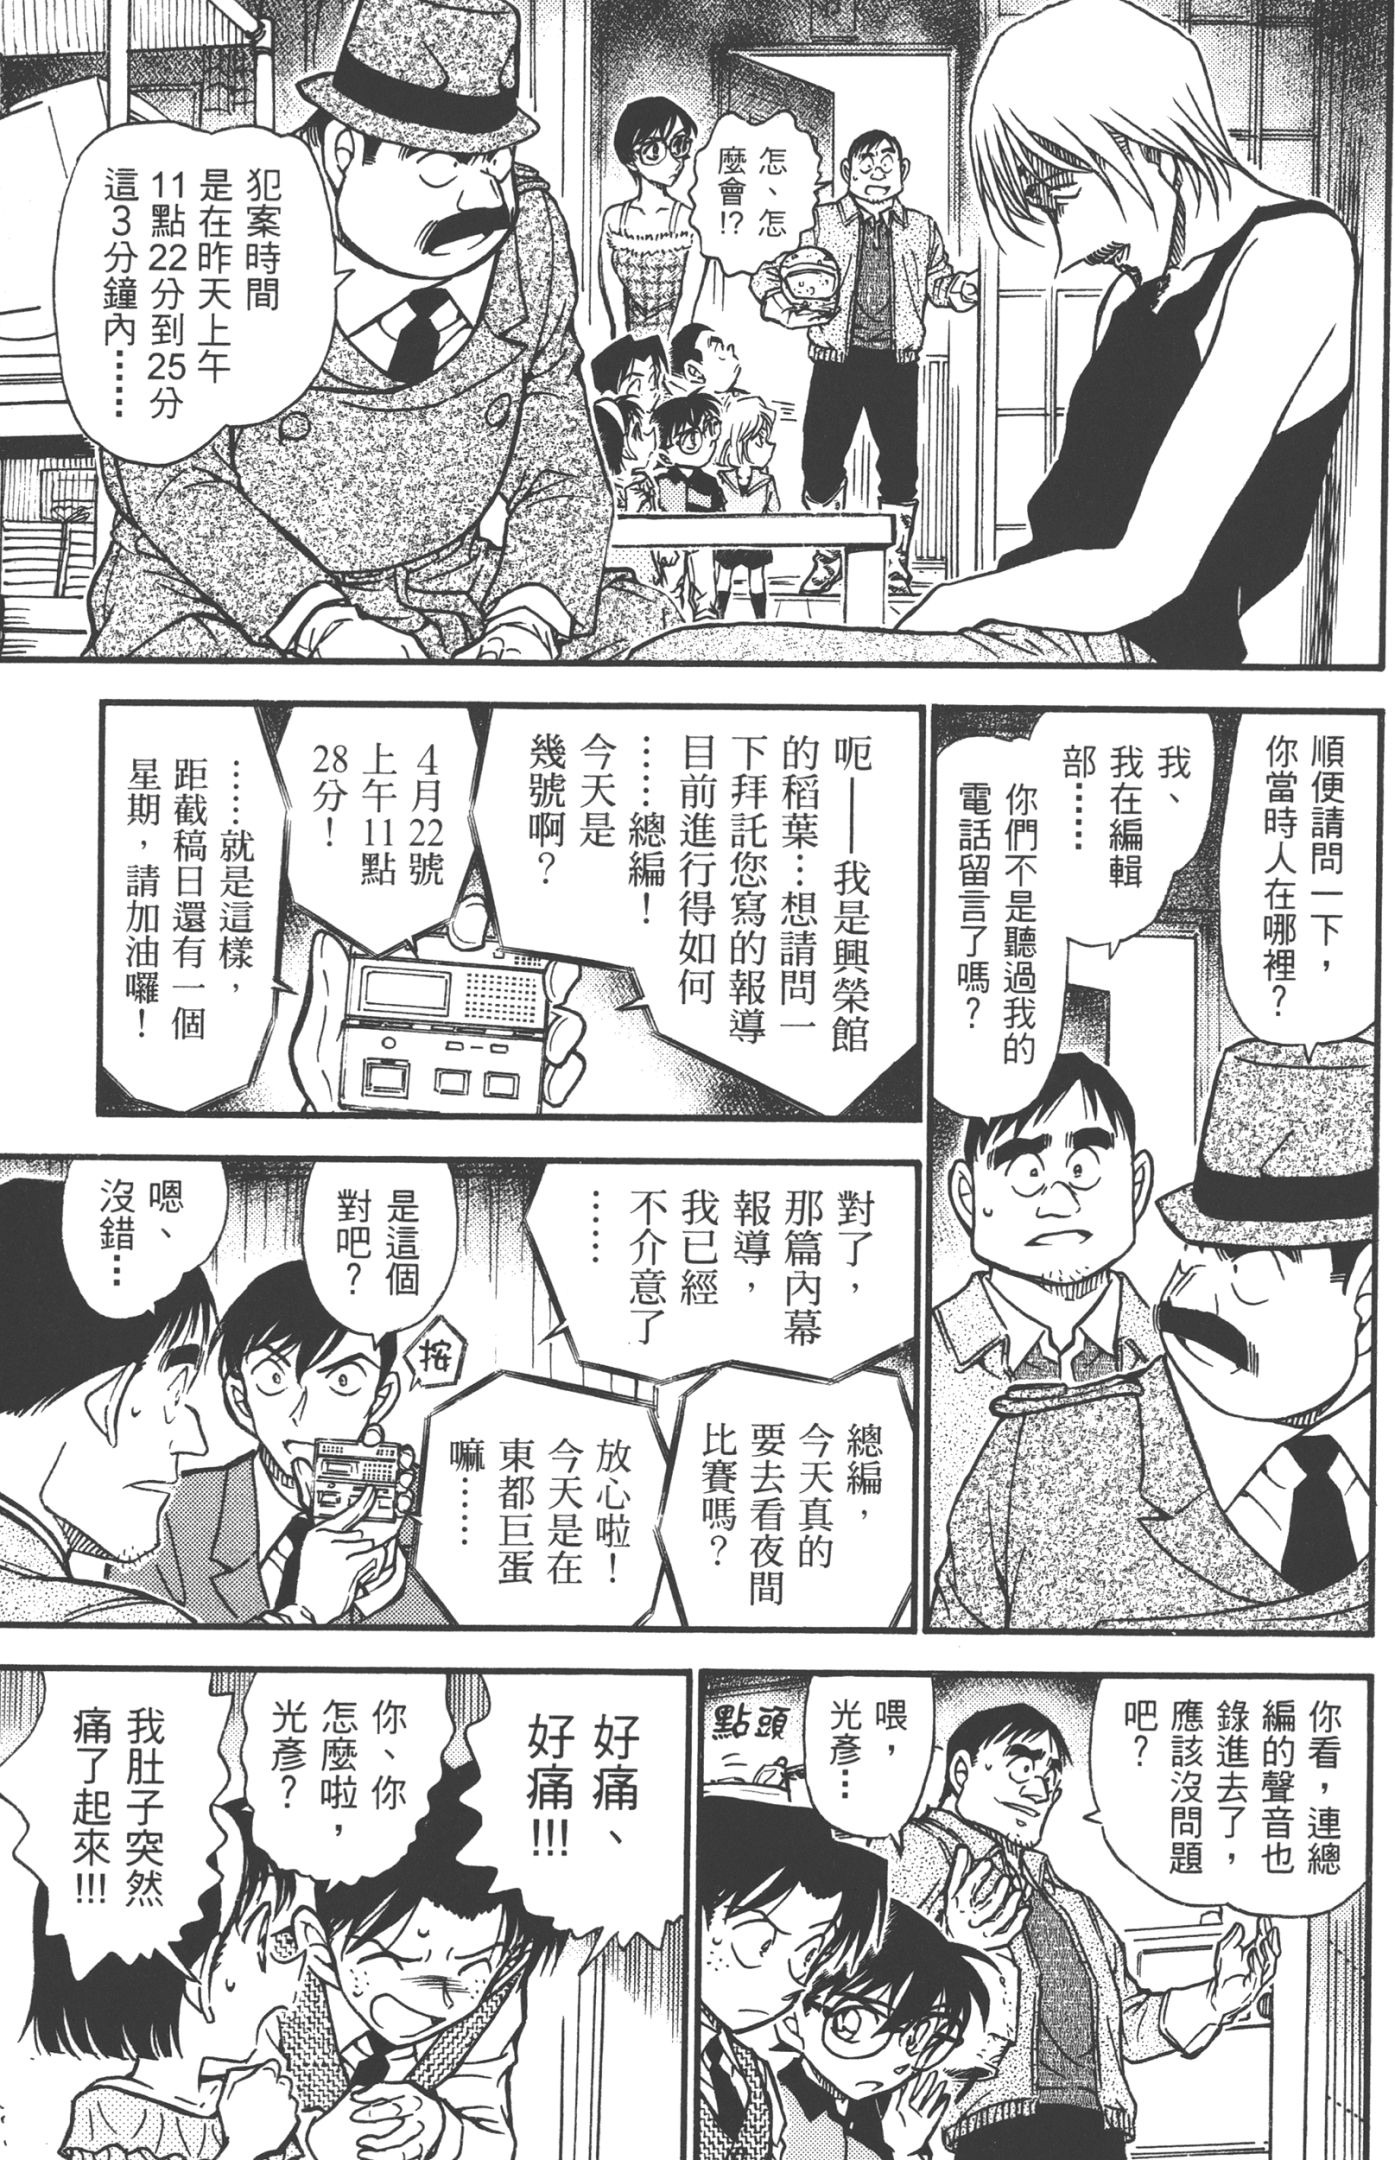 怎、怎
麼會!?
犯案時間
是在昨天上午
11點22分到25分
這3分鐘內……
順便請問一下，
你當時人在哪裡？
我、
我在編輯
部……
你們不是聽過我的
電話留言了嗎？
呃——我是興榮館
的稻葉…想請問一
下拜託您寫的報導
目前進行得如何
……總編！
今天是
幾號啊？
4月22號
上午11點
28分！
……就是這樣，
距截稿日還有一個
星期，請加油囉！
對了，
那篇內幕
報導，
我已經
不介意了
……
總編，
今天真的
要去看夜間
比賽嗎？
放心啦！
今天是在
東都巨蛋
嘛……
按
是這個
對吧？
嗯、
沒錯…
你看，連總
編的聲音也
錄進去了，
應該沒問題
吧？
點頭
喂，
光彥…
好痛、
好痛!!!
你、你
怎麼啦，
光彥？
我肚子突然
痛了起來!!!